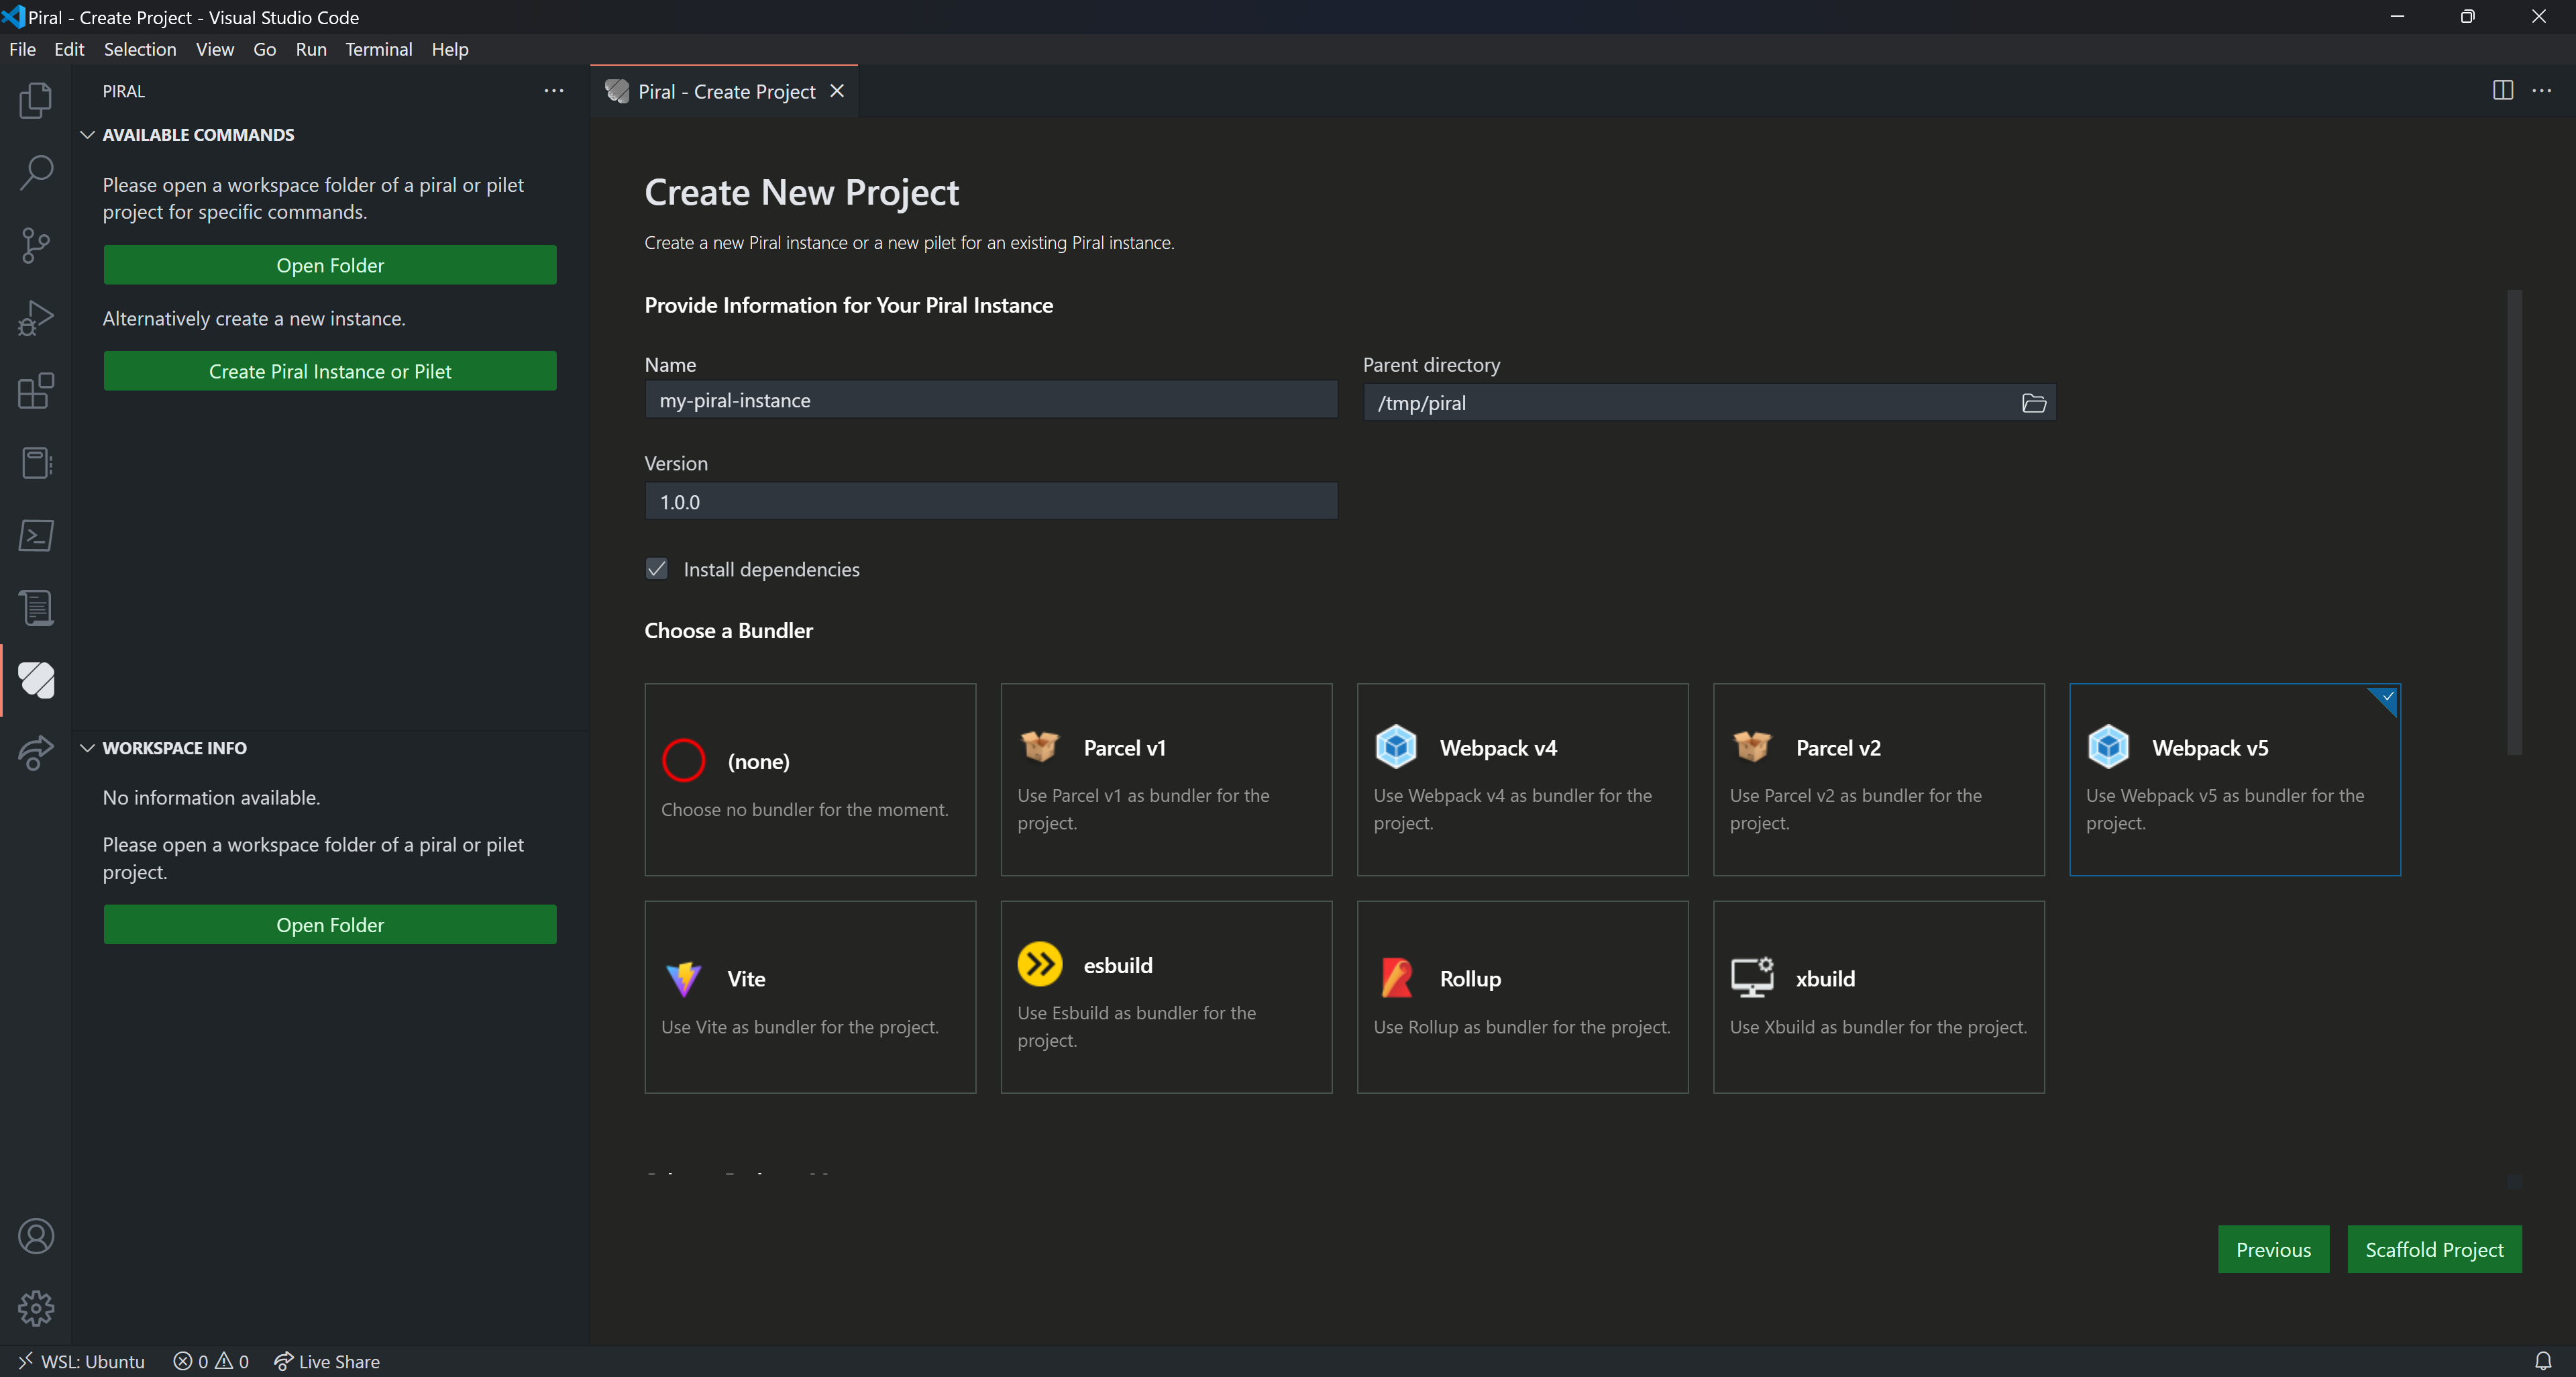 Piral - Create Project - Visual Studio Code
File Edit Selection View Go Run Terminal Help
PIRAL
AVAILABLE COMMANDS
Please open a workspace folder of a piral or pilet
project for specific commands.
Open Folder
Alternatively create a new instance.
Create Piral Instance or Pilet
WORKSPACE INFO
No information available.
Please open a workspace folder of a piral or pilet
project.
Open Folder
Piral - Create Project
Create New Project
Create a new Piral instance or a new pilet for an existing Piral instance.
Provide Information for Your Piral Instance
Name
my-piral-instance
Parent directory
/tmp/piral
Version
1.0.0
Install dependencies
Choose a Bundler
(none)
Choose no bundler for the moment.
Parcel v1
Use Parcel v1 as bundler for the
project.
Webpack v4
Use Webpack v4 as bundler for the
project.
Parcel v2
Use Parcel v2 as bundler for the
project.
Webpack v5
Use Webpack v5 as bundler for the
project.
Vite
Use Vite as bundler for the project.
esbuild
Use Esbuild as bundler for the
project.
Rollup
Use Rollup as bundler for the project.
xbuild
Use Xbuild as bundler for the project.
Previous
Scaffold Project
WSL: Ubuntu 0 0 Live Share